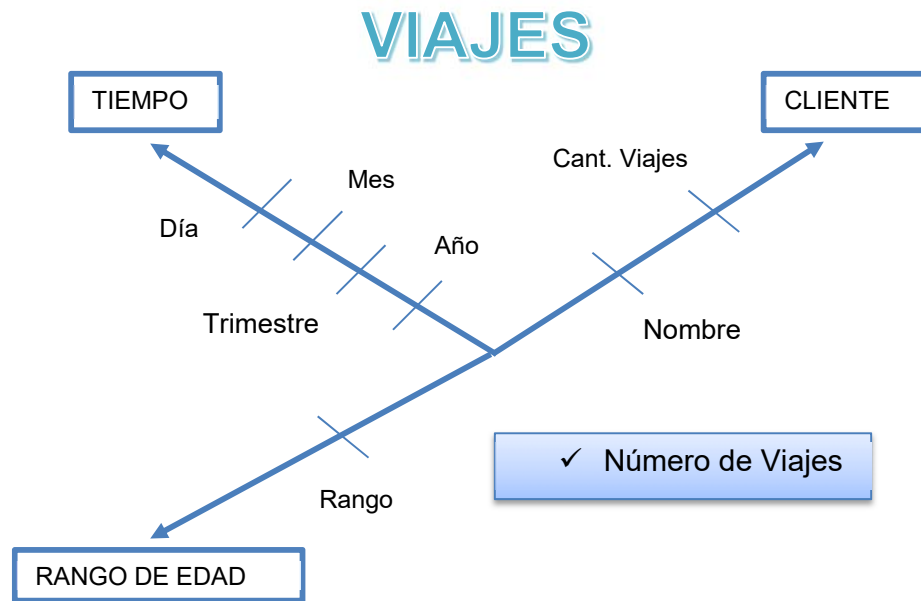 VIAJES
TIEMPO
CLIENTE
Cant. Viajes
Mes
Día
Año
Trimestre
Nombre
✓ Número de Viajes
Rango
RANGO DE EDAD